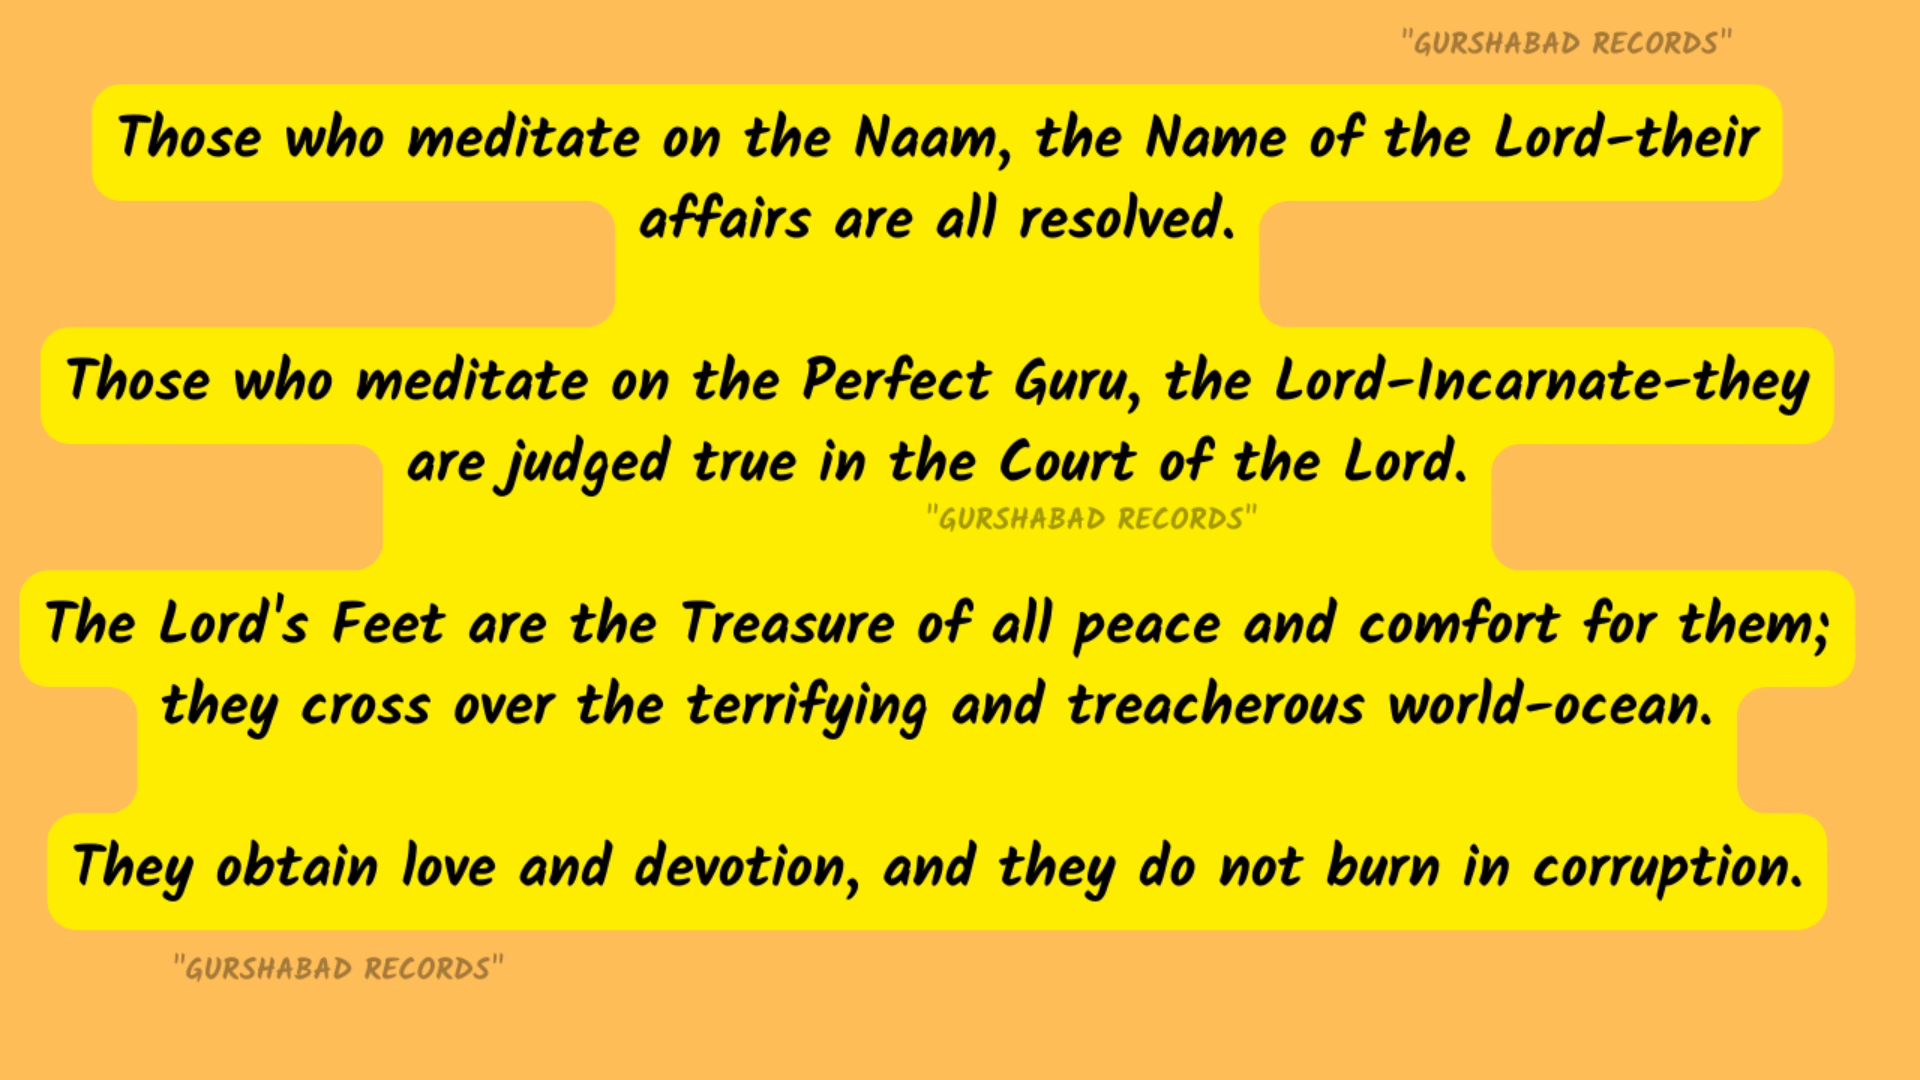 "GURSHABAD RECORDS"
Those who meditate on the Naam, the Name of the Lord-their
affairs are all resolved.
Those who meditate on the Perfect Guru, the Lord-Incarnate-they
are judged true in the Court of the Lord.
"GURSHABAD RECORDS"
The Lord's Feet are the Treasure of all peace and comfort for them;
they cross over the terrifying and treacherous world-ocean.
They obtain love and devotion, and they do not burn in corruption.
"GURSHABAD RECORDS"